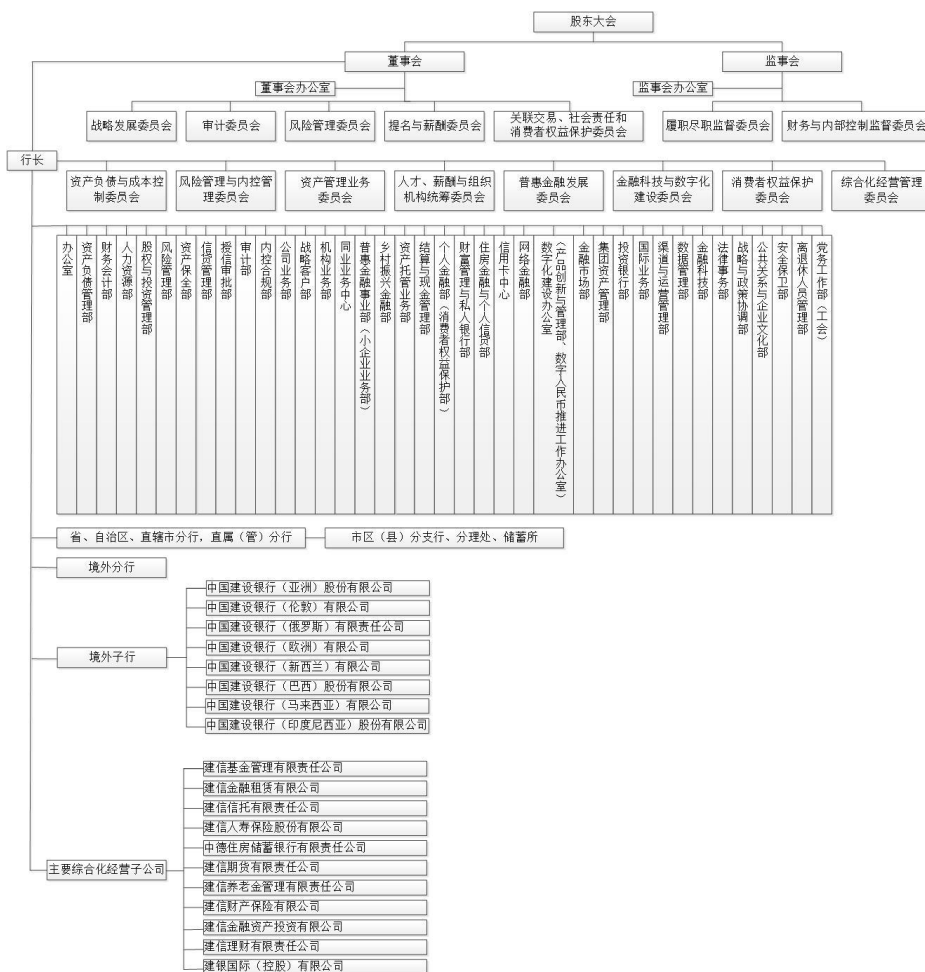 股东大会
董事会
监事会
董事会办公室
监事会办公室
战略发展委员会
审计委员会
风险管理委员会
提名与薪酬委员会
关联交易、社会责任和
消费者权益保护委员会
履职尽职监督委员会
财务与内部控制监督委员会
行长
资产负债与成本控
制委员会
风险管理与内控管
理委员会
资产管理业务
委员会
人才、薪酬与组织
机构统筹委员会
普惠金融发展
委员会
金融科技与数字化
建设委员会
消费者权益保护
委员会
综合化经营管理
委员会
办公室
资产负债管理部
财务会计部
人力资源部
股权与投资管理部
风险管理部
资产保全部
信贷管理部
授信审批部
审计部
内控合规部
公司业务部
战略客户部
机构业务部
同业业务中心
普惠金融事业部（小企业业务部）
乡村振兴金融部
资产托管业务部
结算与现金管理部
个人金融部（消费者权益保护部）
财富管理与私人银行部
住房金融与个人信贷部
信用卡中心
网络金融部
数字化建设办公室
（产品创新与管理部、数字人民币推进工作办公室）
金融市场部
集团资产管理部
投资银行部
国际业务部
渠道与运营管理部
数据管理部
金融科技部
法律事务部
战略与政策协调部
公共关系与企业文化部
安全保卫部
离退休人员管理部
党务工作部（工会）
省、自治区、直辖市分行，直属（管）分行
市区（县）分支行、分理处、储蓄所
境外分行
境外子行
中国建设银行（亚洲）股份有限公司
中国建设银行（伦敦）有限公司
中国建设银行（俄罗斯）有限责任公司
中国建设银行（欧洲）有限公司
中国建设银行（新西兰）有限公司
中国建设银行（巴西）股份有限公司
中国建设银行（马来西亚）有限公司
中国建设银行（印度尼西亚）股份有限公司
主要综合化经营子公司
建信基金管理有限责任公司
建信金融租赁有限公司
建信信托有限责任公司
建信人寿保险股份有限公司
中德住房储蓄银行有限责任公司
建信期货有限责任公司
建信养老金管理有限责任公司
建信财产保险有限公司
建信金融资产投资有限公司
建信理财有限责任公司
建银国际（控股）有限公司